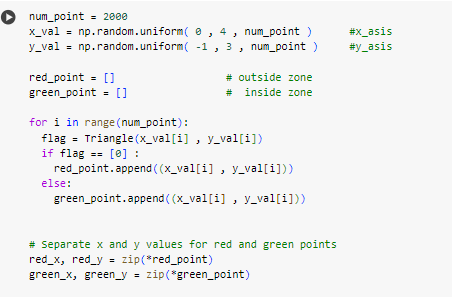 num_point = 2000
x_val = np.random.uniform( 0 , 4 , num_point )      #x_asis
y_val = np.random.uniform( -1 , 3 , num_point )     #y_asis
red_point = []                  # outside zone
green_point = []                #  inside zone
for i in range(num_point):
  flag = Triangle(x_val[i] , y_val[i])
  if flag == [0] :
    red_point.append((x_val[i] , y_val[i]))
  else:
    green_point.append((x_val[i] , y_val[i]))
# Separate x and y values for red and green points
red_x, red_y = zip(*red_point)
green_x, green_y = zip(*green_point)